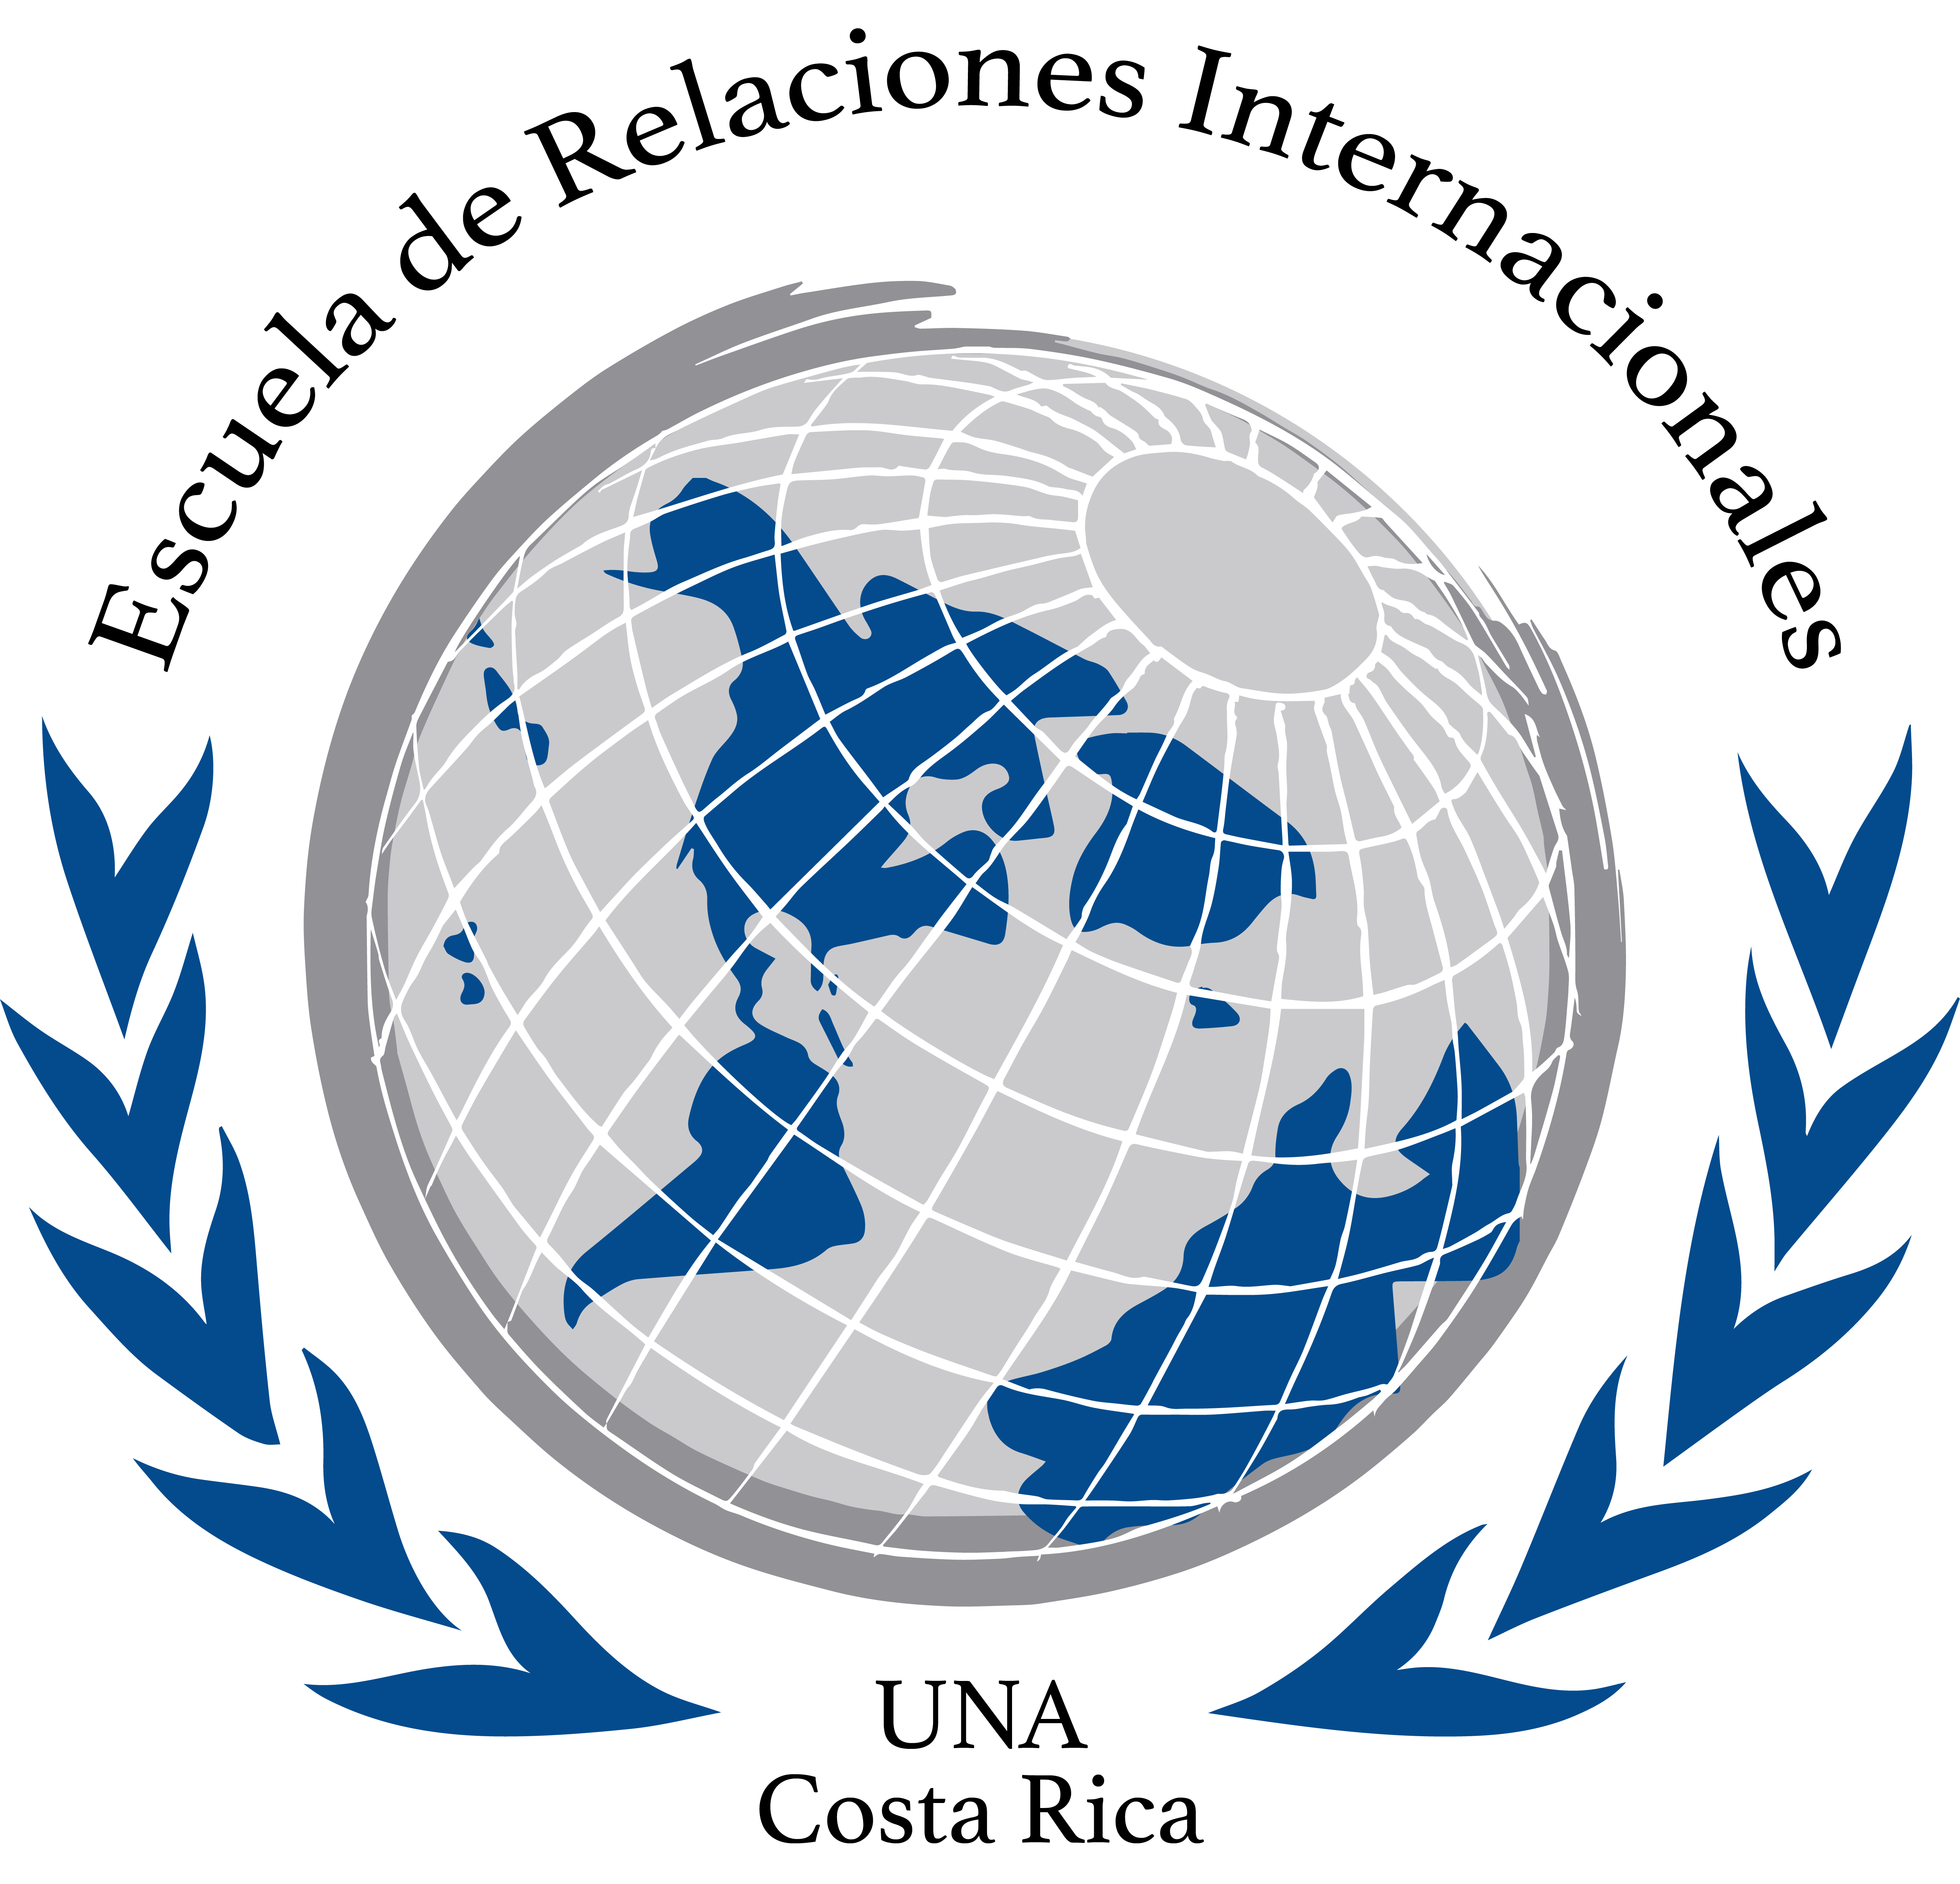 Escuela de Relaciones Internacionales
UNA
Costa Rica